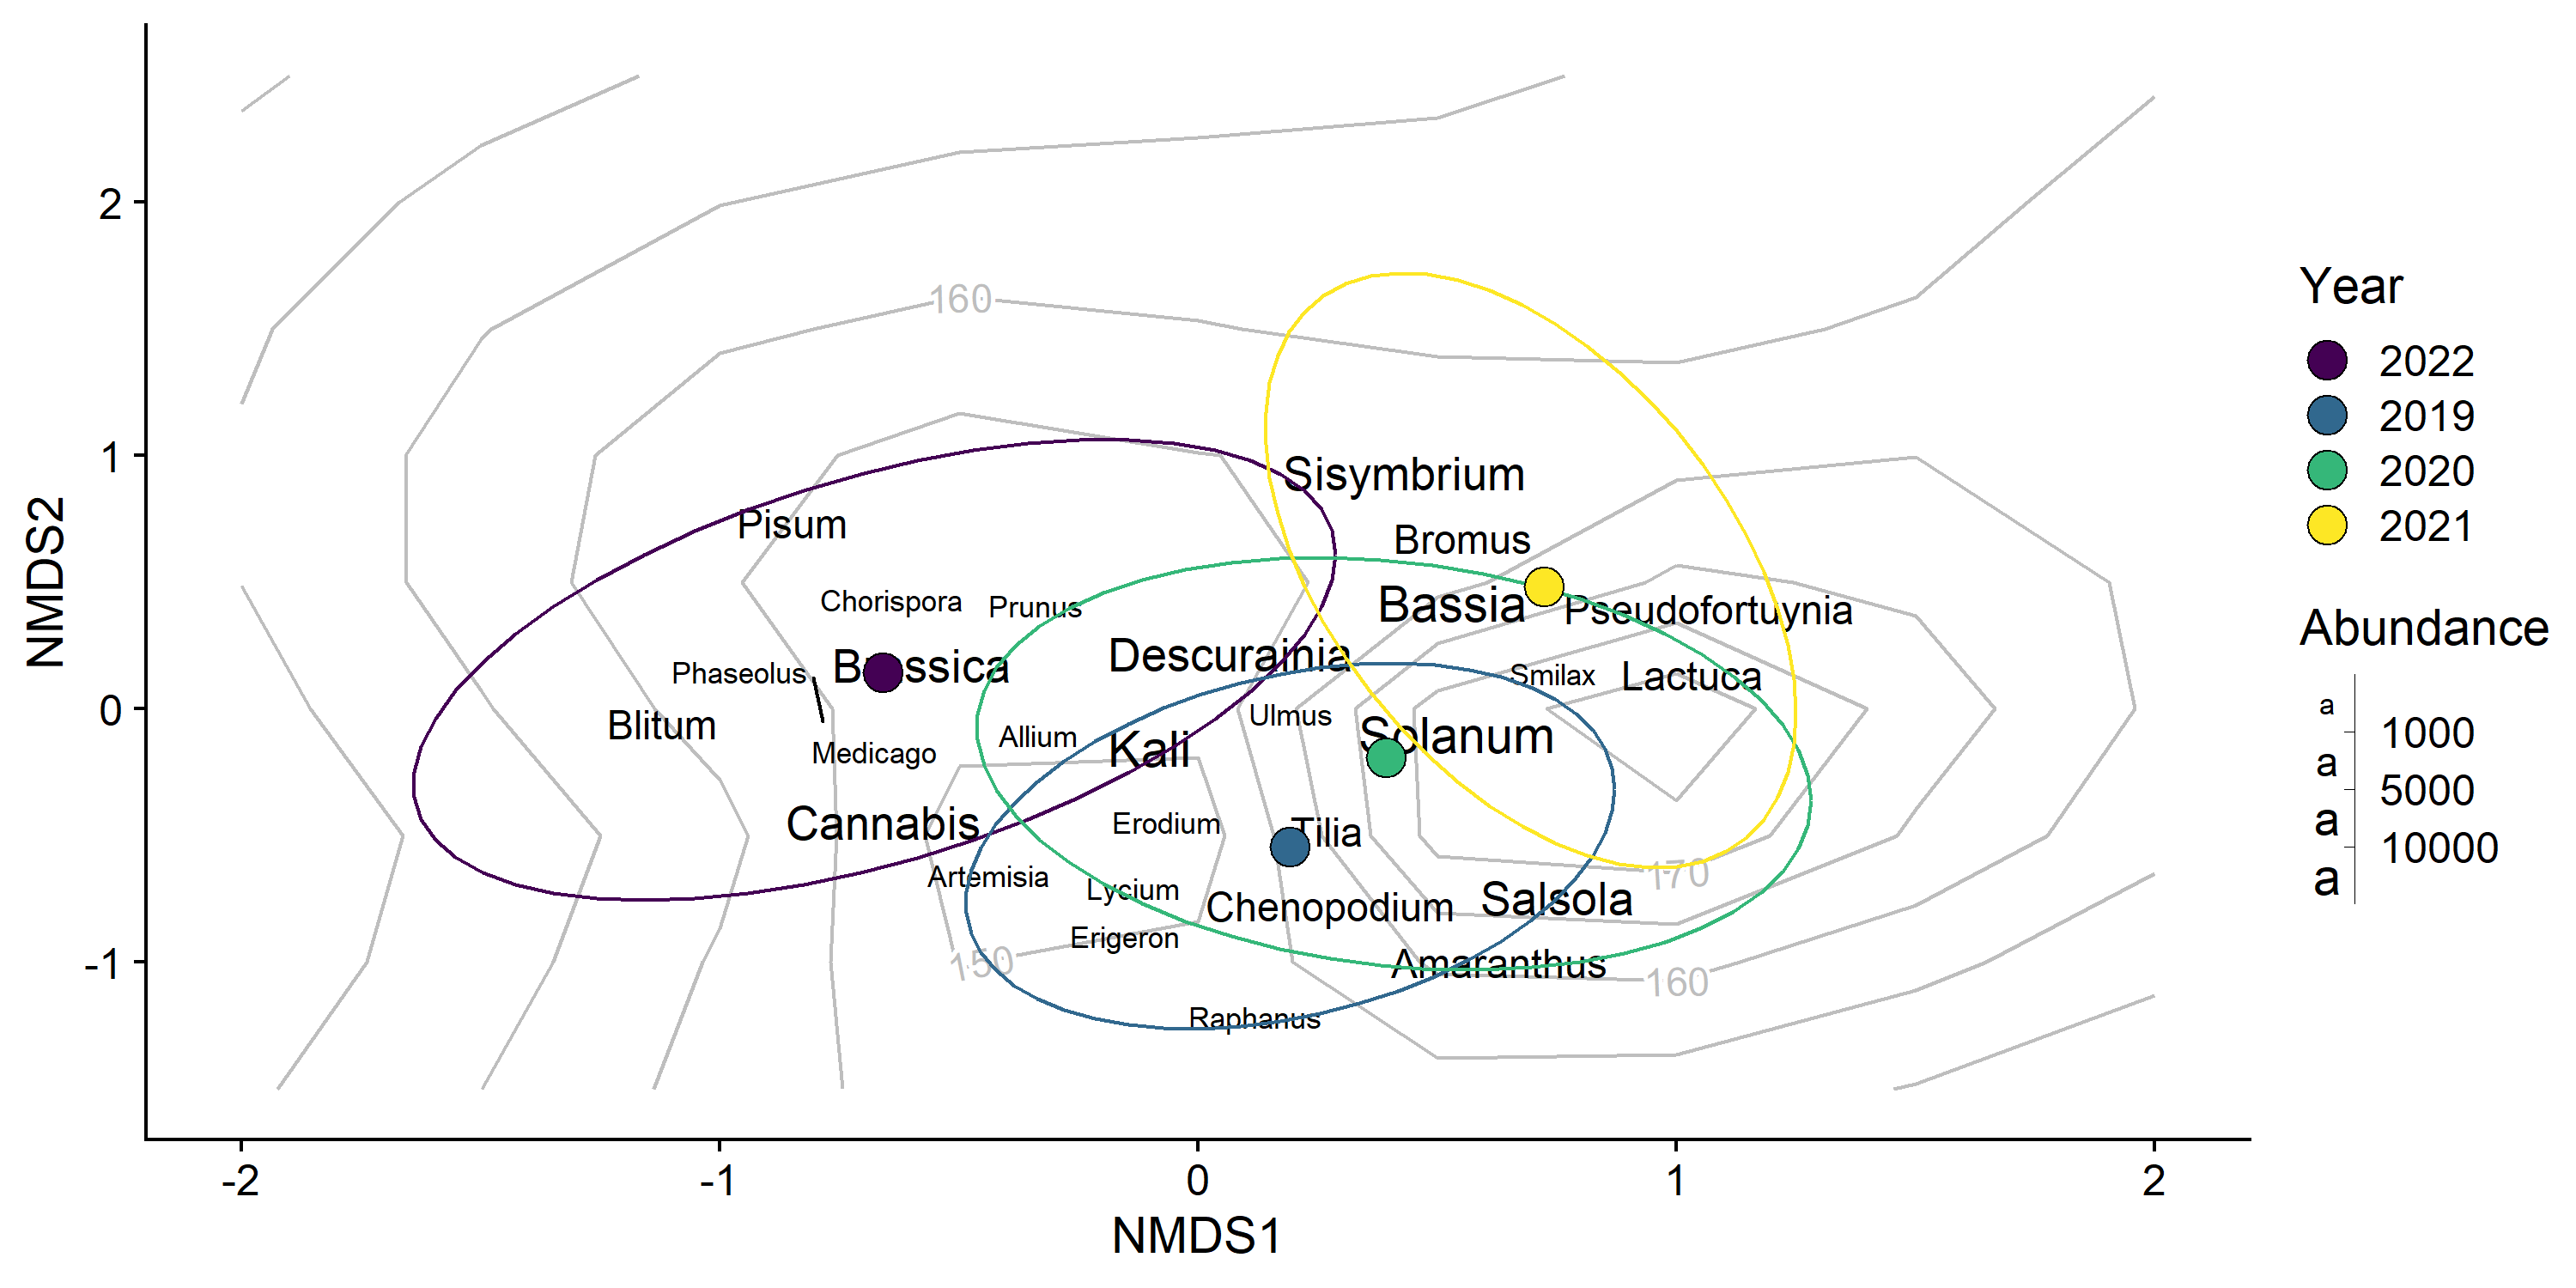 160
Sisymbrium
Pisum
Bromus
Chorispora
Prunus
Bassia
Pseudofortuynia
Descurainia
Brassica
Phaseolus
Smilax
Lactuca
Ulmus
Blitum
Allium
Kali
Solanum
Medicago
Cannabis
Erodium
Tilia
Artemisia
170
Lycium
Salsola
Chenopodium
Erigeron
150
Amaranthus
160
Raphanus
2
1
0
-1
NMDS2
-2
-1
0
1
2
NMDS1
Year
2022
2019
2020
2021
Abundance
a
1000
a
5000
a
10000
a